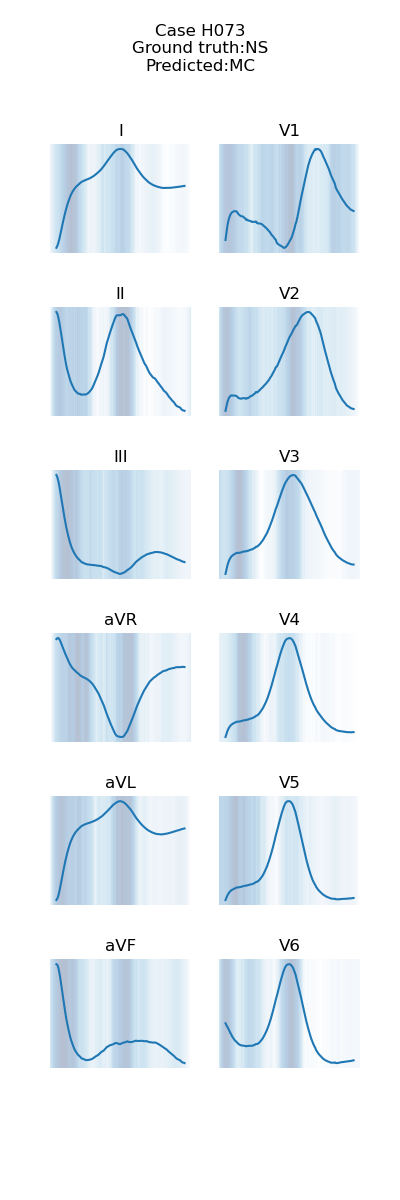 Case H073
Ground truth:NS
Predicted:MC
I
V1
II
V2
III
V3
aVR
V4
aVL
V5
aVF
V6